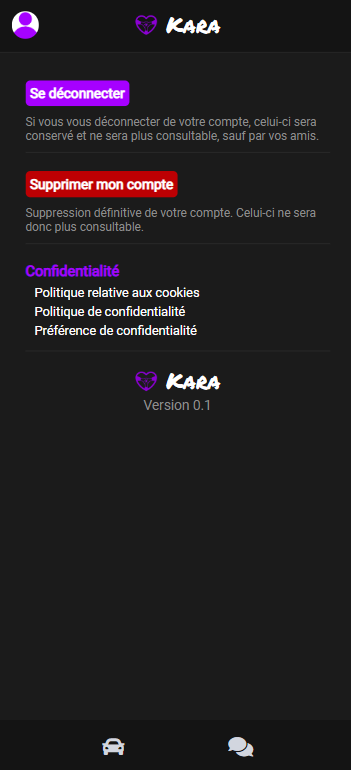 Kara
Se déconnecter
Si vous vous déconnecter de votre compte, celui-ci sera
conservé et ne sera plus consultable, sauf par vos amis.
Supprimer mon compte
Suppression définitive de votre compte. Celui-ci ne sera
donc plus consultable.
Confidentialité
Politique relative aux cookies
Politique de confidentialité
Préférence de confidentialité
Kara
Version 0.1